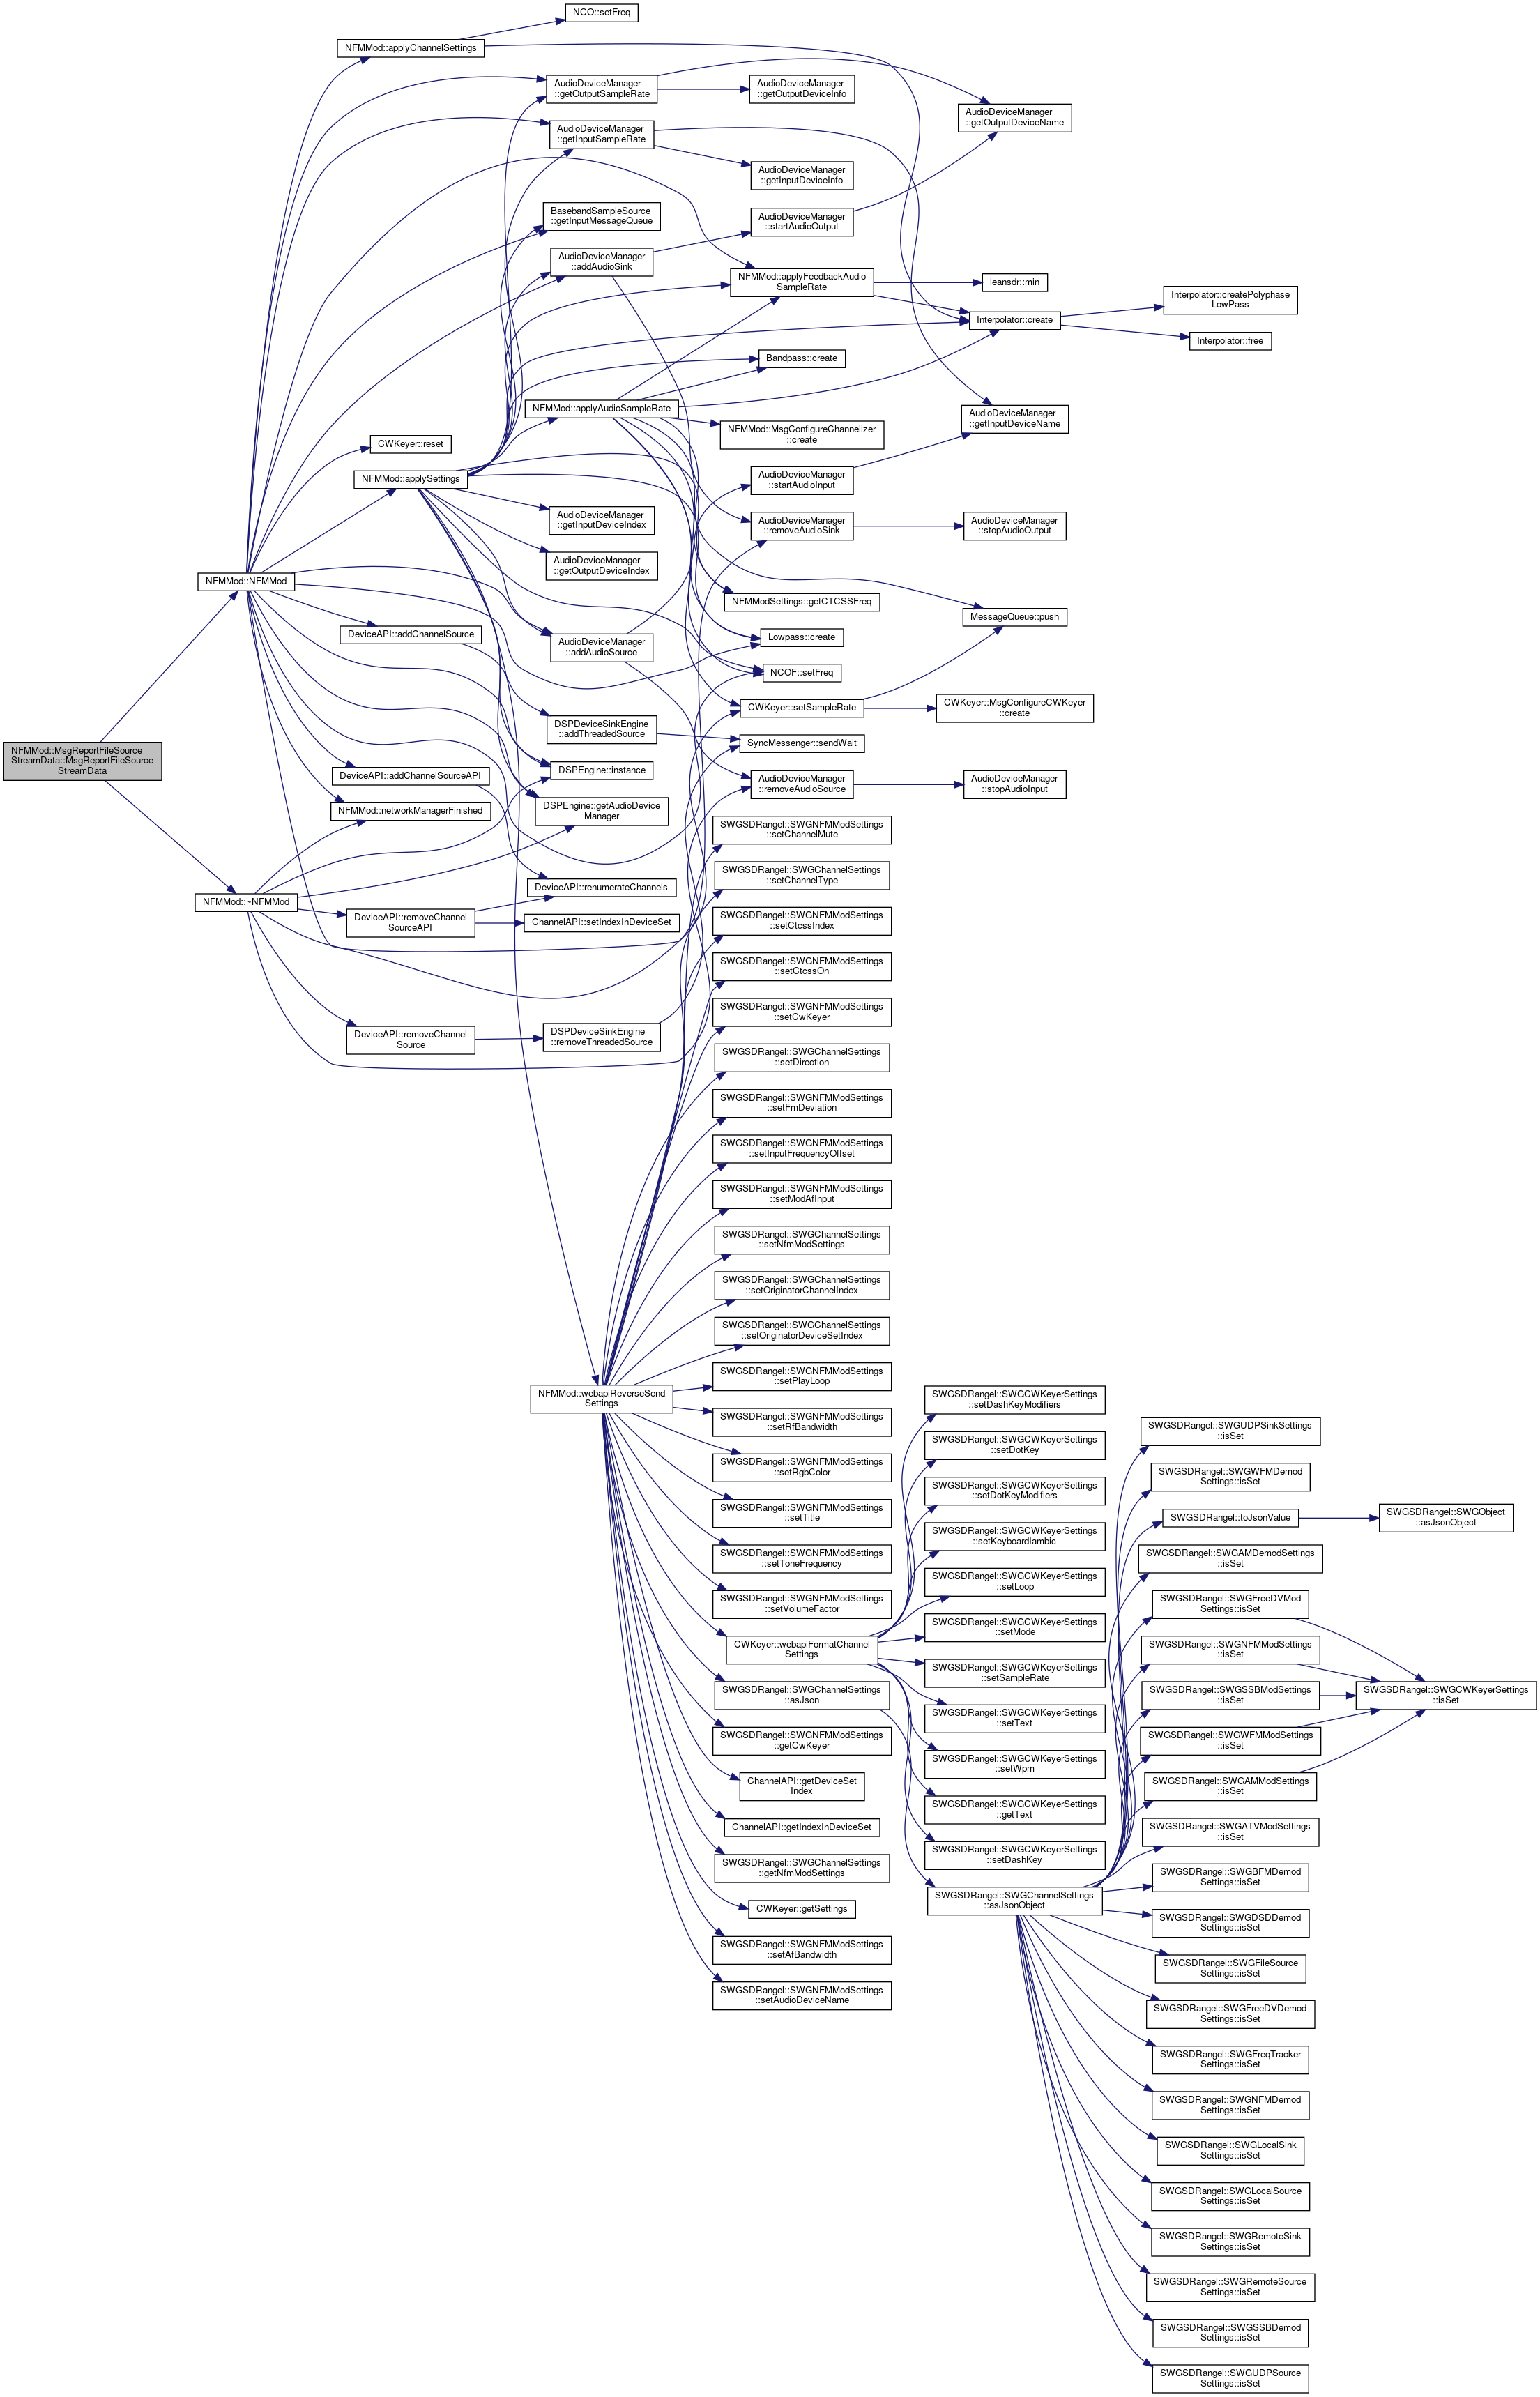 NFMMod::MsgReportFileSource
StreamData::MsgReportFileSource
StreamData
NFMMod::NFMMod
NFMMod::~NFMMod
NFMMod::applyChannelSettings
CWKeyer::reset
NFMMod::applySettings
DeviceAPI::addChannelSource
DeviceAPI::addChannelSourceAPI
NFMMod::networkManagerFinished
DeviceAPI::removeChannel
SourceAPI
DeviceAPI::removeChannel
Source
NCO::setFreq
AudioDeviceManager
::getOutputSampleRate
AudioDeviceManager
::getInputSampleRate
BasebandSampleSource
::getInputMessageQueue
AudioDeviceManager
::addAudioSink
NFMMod::applyAudioSampleRate
AudioDeviceManager
::getInputDeviceIndex
AudioDeviceManager
::getOutputDeviceIndex
AudioDeviceManager
::addAudioSource
DSPDeviceSinkEngine
::addThreadedSource
DSPEngine::instance
DSPEngine::getAudioDevice
Manager
DeviceAPI::renumerateChannels
ChannelAPI::setIndexInDeviceSet
DSPDeviceSinkEngine
::removeThreadedSource
NFMMod::webapiReverseSend
Settings
AudioDeviceManager
::getOutputDeviceInfo
AudioDeviceManager
::getInputDeviceInfo
AudioDeviceManager
::startAudioOutput
NFMMod::applyFeedbackAudio
SampleRate
Bandpass::create
NFMMod::MsgConfigureChannelizer
::create
AudioDeviceManager
::startAudioInput
AudioDeviceManager
::removeAudioSink
NFMModSettings::getCTCSSFreq
Lowpass::create
NCOF::setFreq
CWKeyer::setSampleRate
SyncMessenger::sendWait
AudioDeviceManager
::removeAudioSource
SWGSDRangel::SWGNFMModSettings
::setChannelMute
SWGSDRangel::SWGChannelSettings
::setChannelType
SWGSDRangel::SWGNFMModSettings
::setCtcssIndex
SWGSDRangel::SWGNFMModSettings
::setCtcssOn
SWGSDRangel::SWGNFMModSettings
::setCwKeyer
SWGSDRangel::SWGChannelSettings
::setDirection
SWGSDRangel::SWGNFMModSettings
::setFmDeviation
SWGSDRangel::SWGNFMModSettings
::setInputFrequencyOffset
SWGSDRangel::SWGNFMModSettings
::setModAfInput
SWGSDRangel::SWGChannelSettings
::setNfmModSettings
SWGSDRangel::SWGChannelSettings
::setOriginatorChannelIndex
SWGSDRangel::SWGChannelSettings
::setOriginatorDeviceSetIndex
SWGSDRangel::SWGNFMModSettings
::setPlayLoop
SWGSDRangel::SWGNFMModSettings
::setRfBandwidth
SWGSDRangel::SWGNFMModSettings
::setRgbColor
SWGSDRangel::SWGNFMModSettings
::setTitle
SWGSDRangel::SWGNFMModSettings
::setToneFrequency
SWGSDRangel::SWGNFMModSettings
::setVolumeFactor
CWKeyer::webapiFormatChannel
Settings
SWGSDRangel::SWGChannelSettings
::asJson
SWGSDRangel::SWGNFMModSettings
::getCwKeyer
ChannelAPI::getDeviceSet
Index
ChannelAPI::getIndexInDeviceSet
SWGSDRangel::SWGChannelSettings
::getNfmModSettings
CWKeyer::getSettings
SWGSDRangel::SWGNFMModSettings
::setAfBandwidth
SWGSDRangel::SWGNFMModSettings
::setAudioDeviceName
AudioDeviceManager
::getOutputDeviceName
leansdr::min
Interpolator::create
AudioDeviceManager
::getInputDeviceName
AudioDeviceManager
::stopAudioOutput
MessageQueue::push
CWKeyer::MsgConfigureCWKeyer
::create
AudioDeviceManager
::stopAudioInput
SWGSDRangel::SWGCWKeyerSettings
::setDashKeyModifiers
SWGSDRangel::SWGCWKeyerSettings
::setDotKey
SWGSDRangel::SWGCWKeyerSettings
::setDotKeyModifiers
SWGSDRangel::SWGCWKeyerSettings
::setKeyboardIambic
SWGSDRangel::SWGCWKeyerSettings
::setLoop
SWGSDRangel::SWGCWKeyerSettings
::setMode
SWGSDRangel::SWGCWKeyerSettings
::setSampleRate
SWGSDRangel::SWGCWKeyerSettings
::setText
SWGSDRangel::SWGCWKeyerSettings
::setWpm
SWGSDRangel::SWGCWKeyerSettings
::getText
SWGSDRangel::SWGCWKeyerSettings
::setDashKey
SWGSDRangel::SWGChannelSettings
::asJsonObject
Interpolator::createPolyphase
LowPass
Interpolator::free
SWGSDRangel::SWGUDPSinkSettings
::isSet
SWGSDRangel::SWGWFMDemod
Settings::isSet
SWGSDRangel::toJsonValue
SWGSDRangel::SWGAMDemodSettings
::isSet
SWGSDRangel::SWGFreeDVMod
Settings::isSet
SWGSDRangel::SWGNFMModSettings
::isSet
SWGSDRangel::SWGSSBModSettings
::isSet
SWGSDRangel::SWGWFMModSettings
::isSet
SWGSDRangel::SWGAMModSettings
::isSet
SWGSDRangel::SWGATVModSettings
::isSet
SWGSDRangel::SWGBFMDemod
Settings::isSet
SWGSDRangel::SWGDSDDemod
Settings::isSet
SWGSDRangel::SWGFileSource
Settings::isSet
SWGSDRangel::SWGFreeDVDemod
Settings::isSet
SWGSDRangel::SWGFreqTracker
Settings::isSet
SWGSDRangel::SWGNFMDemod
Settings::isSet
SWGSDRangel::SWGLocalSink
Settings::isSet
SWGSDRangel::SWGLocalSource
Settings::isSet
SWGSDRangel::SWGRemoteSink
Settings::isSet
SWGSDRangel::SWGRemoteSource
Settings::isSet
SWGSDRangel::SWGSSBDemod
Settings::isSet
SWGSDRangel::SWGUDPSource
Settings::isSet
SWGSDRangel::SWGObject
::asJsonObject
SWGSDRangel::SWGCWKeyerSettings
::isSet